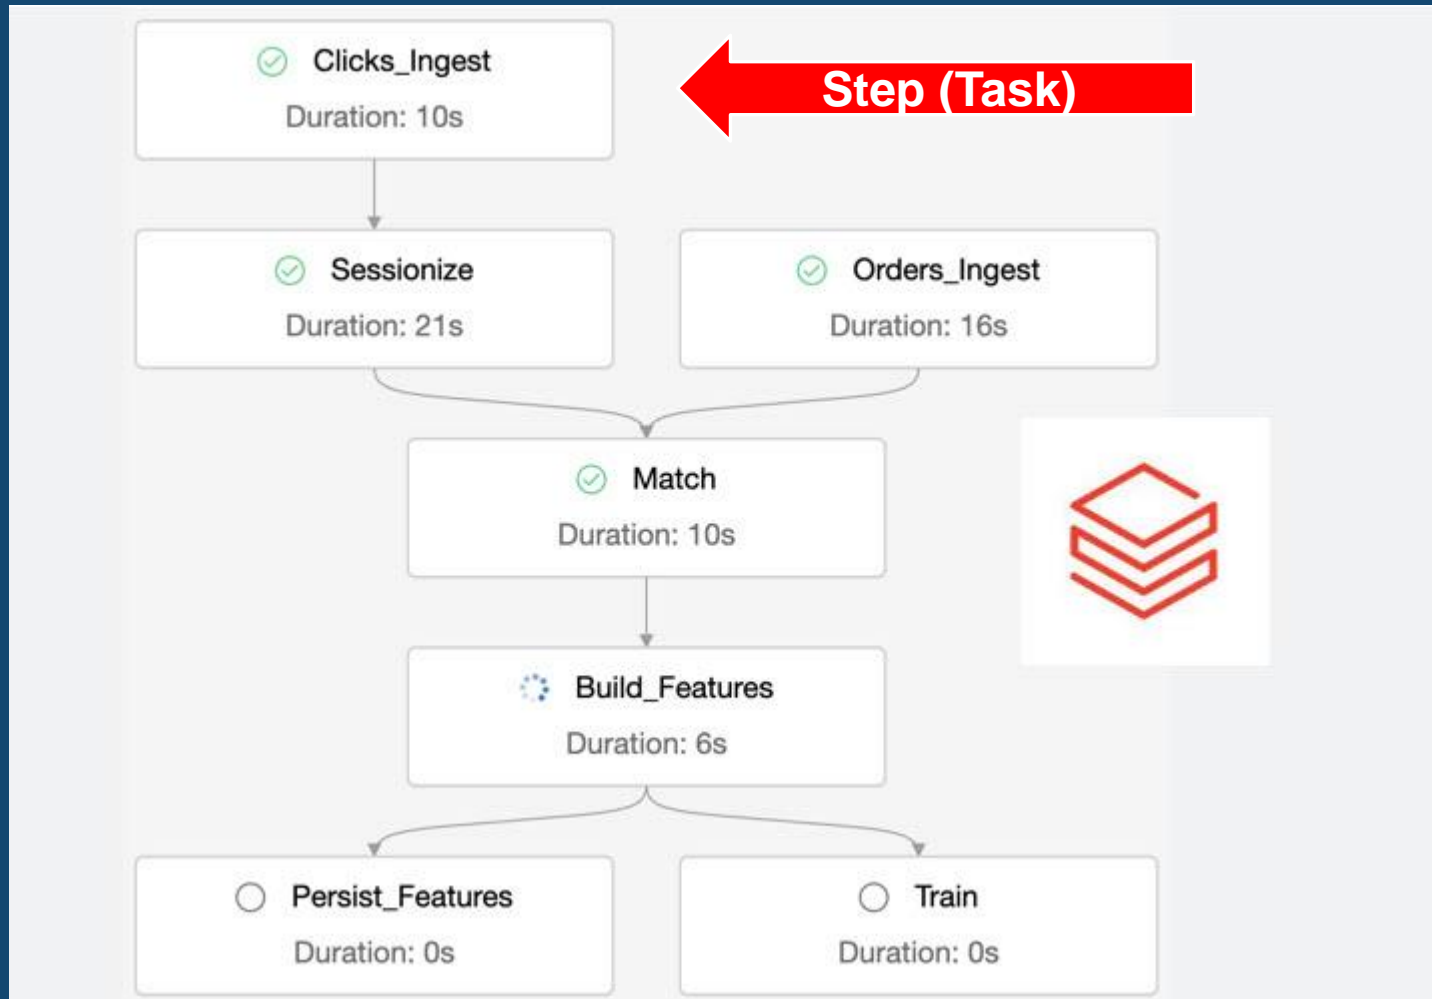 Clicks_Ingest
Duration: 10s
Step (Task)
Sessionize
Duration: 21s
Orders_Ingest
Duration: 16s
Match
Duration: 10s
Build_Features
Duration: 6s
Persist_Features
Duration: 0s
Train
Duration: 0s